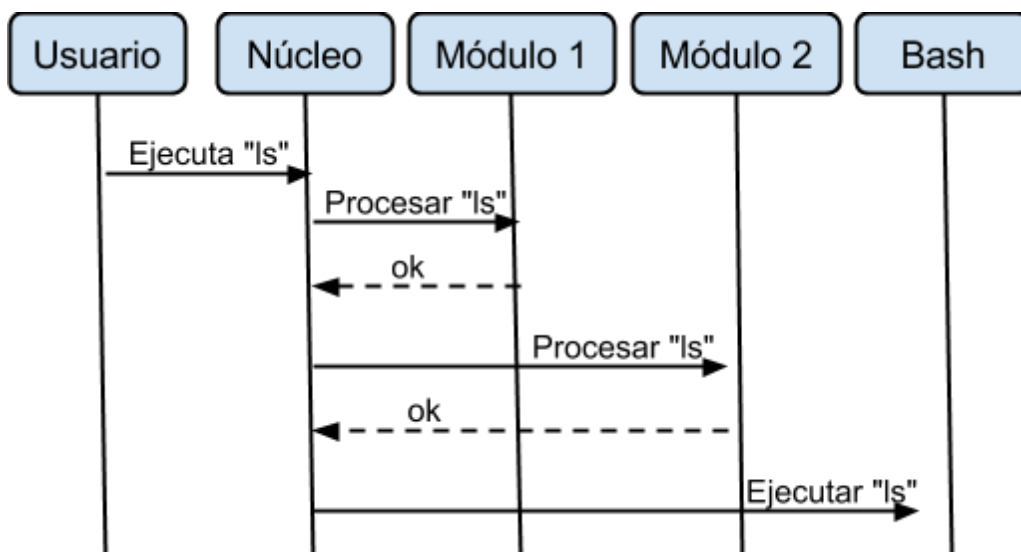 Usuario
Núcleo
Módulo 1
Módulo 2
Bash
Ejecuta "ls"
Procesar "ls"
ok
Procesar "ls"
ok
Ejecutar "ls"